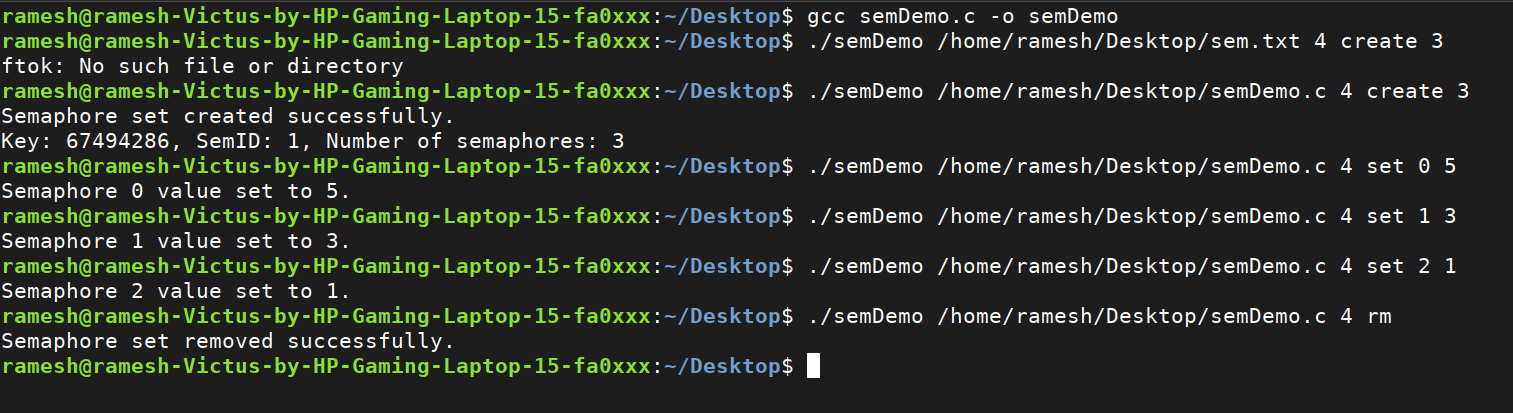 ramesh@ramesh-Victus-by-HP-Gaming-Laptop-15-fa0xxx:~/Desktop$ gcc semDemo.c -o semDemo
ramesh@ramesh-Victus-by-HP-Gaming-Laptop-15-fa0xxx:~/Desktop$ ./semDemo /home/ramesh/Desktop/sem.txt 4 create 3
ftok: No such file or directory
ramesh@ramesh-Victus-by-HP-Gaming-Laptop-15-fa0xxx:~/Desktop$ ./semDemo /home/ramesh/Desktop/semDemo.c 4 create 3
Semaphore set created successfully.
Key: 67494286, SemID: 1, Number of semaphores: 3
ramesh@ramesh-Victus-by-HP-Gaming-Laptop-15-fa0xxx:~/Desktop$ ./semDemo /home/ramesh/Desktop/semDemo.c 4 set 0 5
Semaphore 0 value set to 5.
ramesh@ramesh-Victus-by-HP-Gaming-Laptop-15-fa0xxx:~/Desktop$ ./semDemo /home/ramesh/Desktop/semDemo.c 4 set 1 3
Semaphore 1 value set to 3.
ramesh@ramesh-Victus-by-HP-Gaming-Laptop-15-fa0xxx:~/Desktop$ ./semDemo /home/ramesh/Desktop/semDemo.c 4 set 2 1
Semaphore 2 value set to 1.
ramesh@ramesh-Victus-by-HP-Gaming-Laptop-15-fa0xxx:~/Desktop$ ./semDemo /home/ramesh/Desktop/semDemo.c 4 rm
Semaphore set removed successfully.
ramesh@ramesh-Victus-by-HP-Gaming-Laptop-15-fa0xxx:~/Desktop$